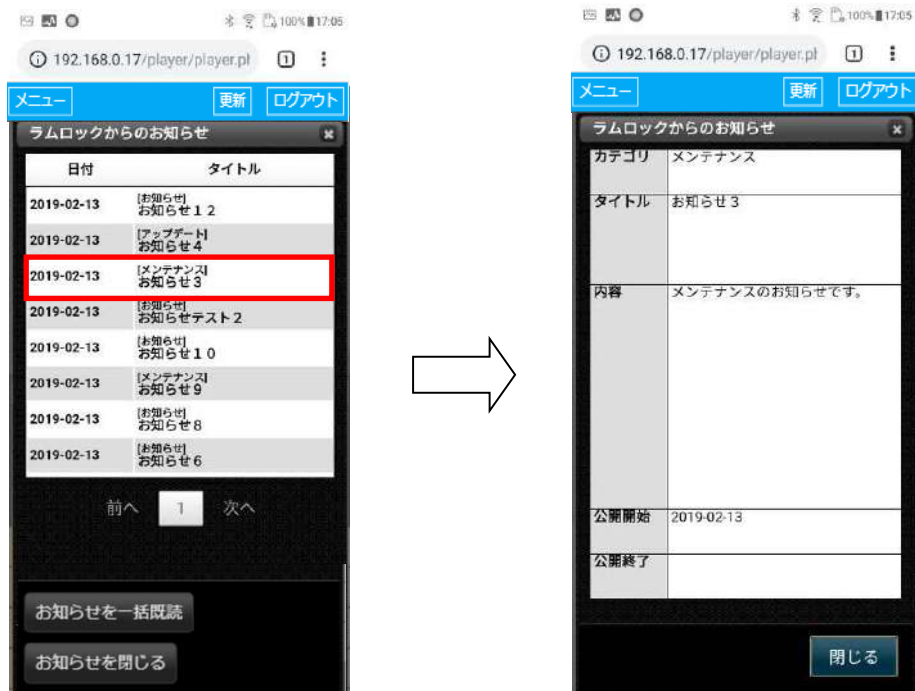 100% 17:05
192.168.0.17/player/player.pl 1
メニュー 更新 ログアウト
ラムロックからのお知らせ
日付 タイトル
2019-02-13 [お知らせ]
お知らせ12
2019-02-13 [アップデート]
お知らせ4
2019-02-13 [メンテナンス]
お知らせ3
2019-02-13 [お知らせ]
お知らせテスト2
2019-02-13 [お知らせ]
お知らせ10
2019-02-13 [メンテナンス]
お知らせ9
2019-02-13 [お知らせ]
お知らせ8
2019-02-13 [お知らせ]
お知らせ6
前へ 1 次へ
お知らせを一括既読
お知らせを閉じる
100% 17:05
192.168.0.17/player/player.pl 1
メニュー 更新 ログアウト
ラムロックからのお知らせ
カテゴリ メンテナンス
タイトル お知らせ3
内容 メンテナンスのお知らせです。
公開開始 2019-02-13
公開終了
閉じる